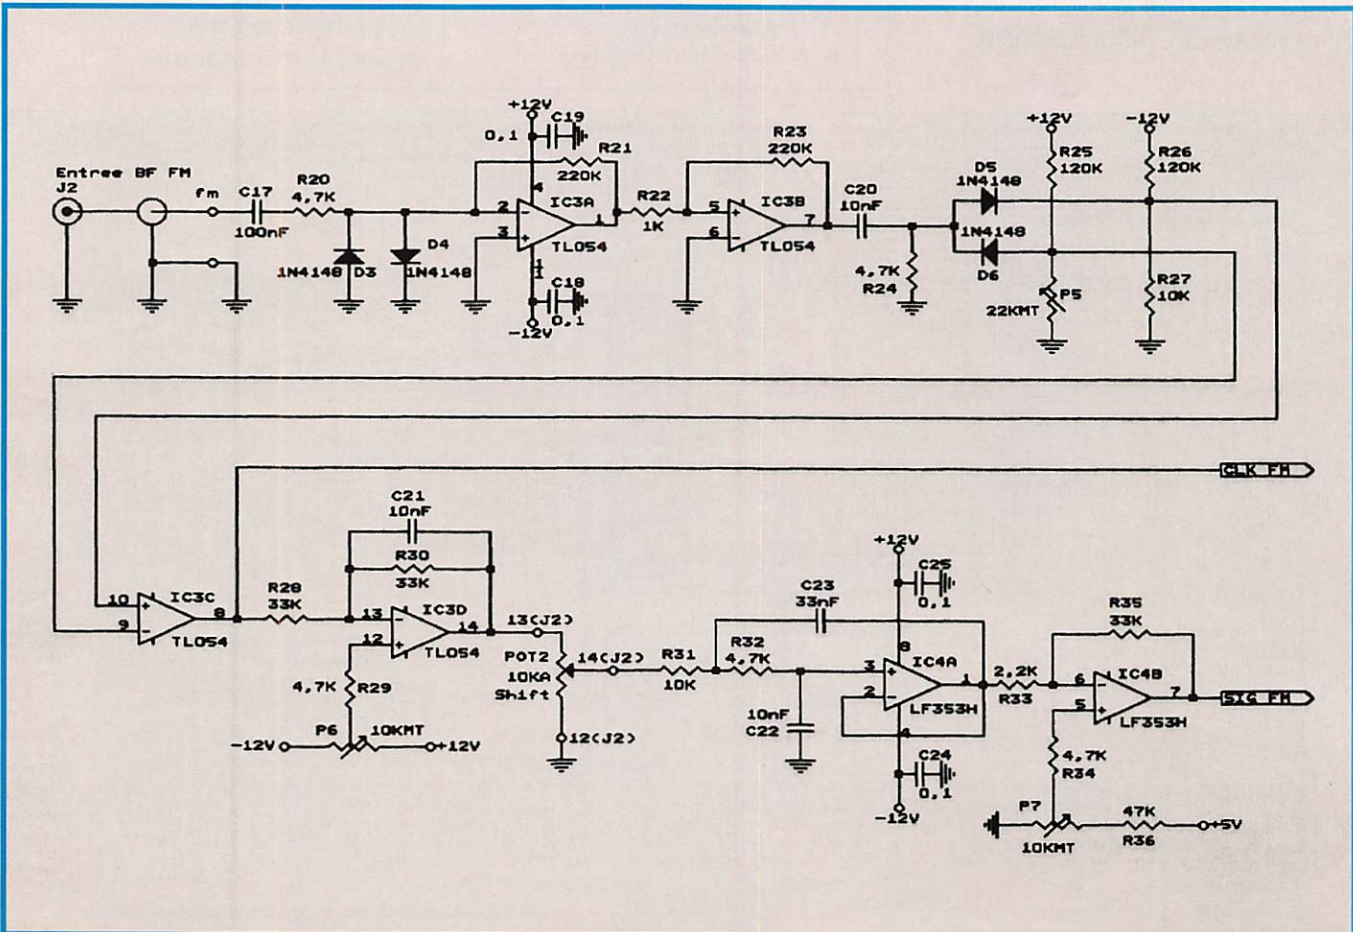 +12V
C19
0,1
R21
220K
R23
220K
+12V
-12V
Entree BF FM
J2
fm
C17
100nF
R20
4,7K
4
2
-
3
+
IC3A
1
TL054
R22
1K
5
+
6
-
IC3B
7
TL054
C20
10nF
D5
1N4148
1N4148
D6
R25
120K
R26
120K
1N4148
D3
D4
1N4148
11
C18
0,1
-12V
4,7K
R24
22KMT
P5
R27
10K
CLK FM
C21
10nF
R30
33K
10
+
9
-
IC3C
8
TL054
R28
33K
13
-
12
+
IC3D
14
TL054
4,7K
R29
P6
10KMT
-12V
+12V
13(J2)
POT2
10KA
Shift
14(J2)
12(J2)
R31
10K
R32
4,7K
C23
33nF
10nF
C22
+12V
C25
0,1
8
3
+
2
-
IC4A
1
LF353H
4
C24
0,1
-12V
2,2K
R33
R35
33K
6
-
5
+
IC4B
7
LF353H
SIG FM
4,7K
R34
P7
10KMT
47K
R36
+5V